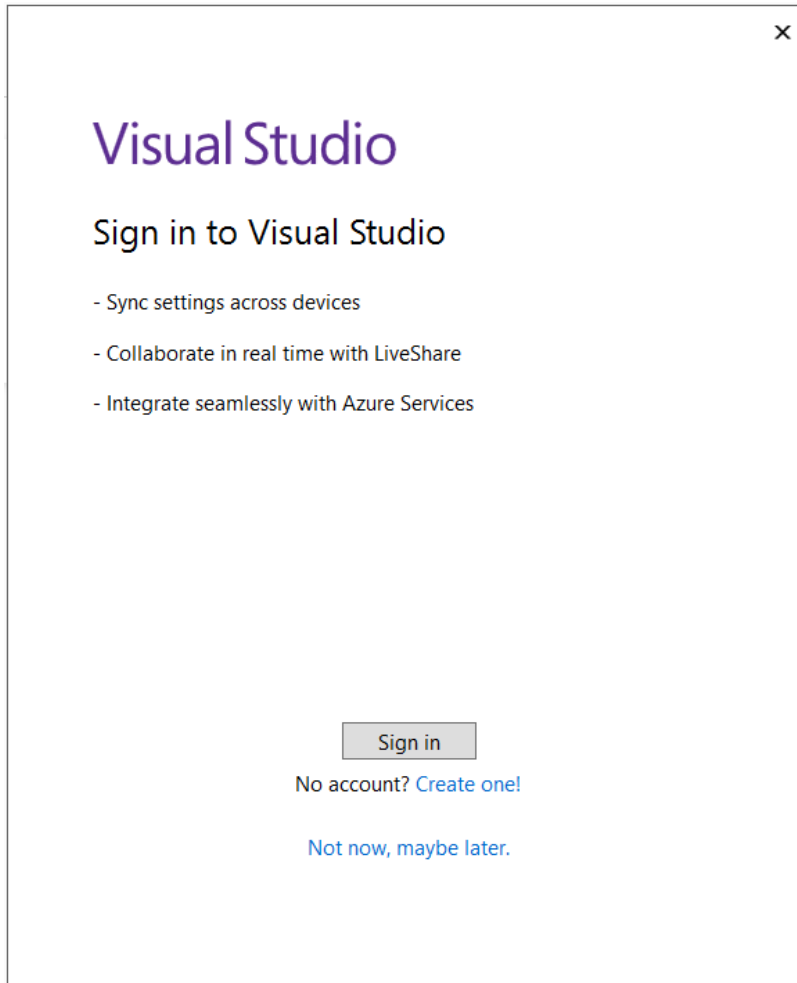 Visual Studio
Sign in to Visual Studio
- Sync settings across devices
- Collaborate in real time with LiveShare
- Integrate seamlessly with Azure Services
Sign in
No account? Create one!
Not now, maybe later.